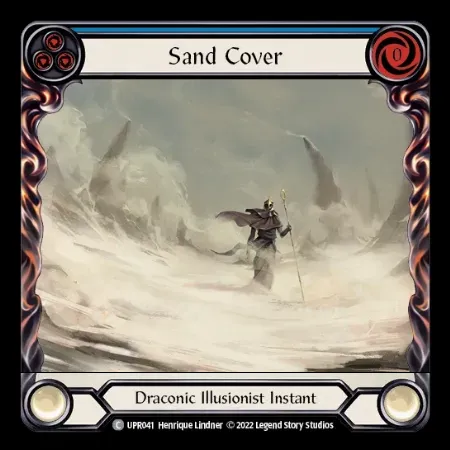 Sand Cover
0
Draconic Illusionist Instant
C UPR041 Henrique Lindner © 2022 Legend Story Studios